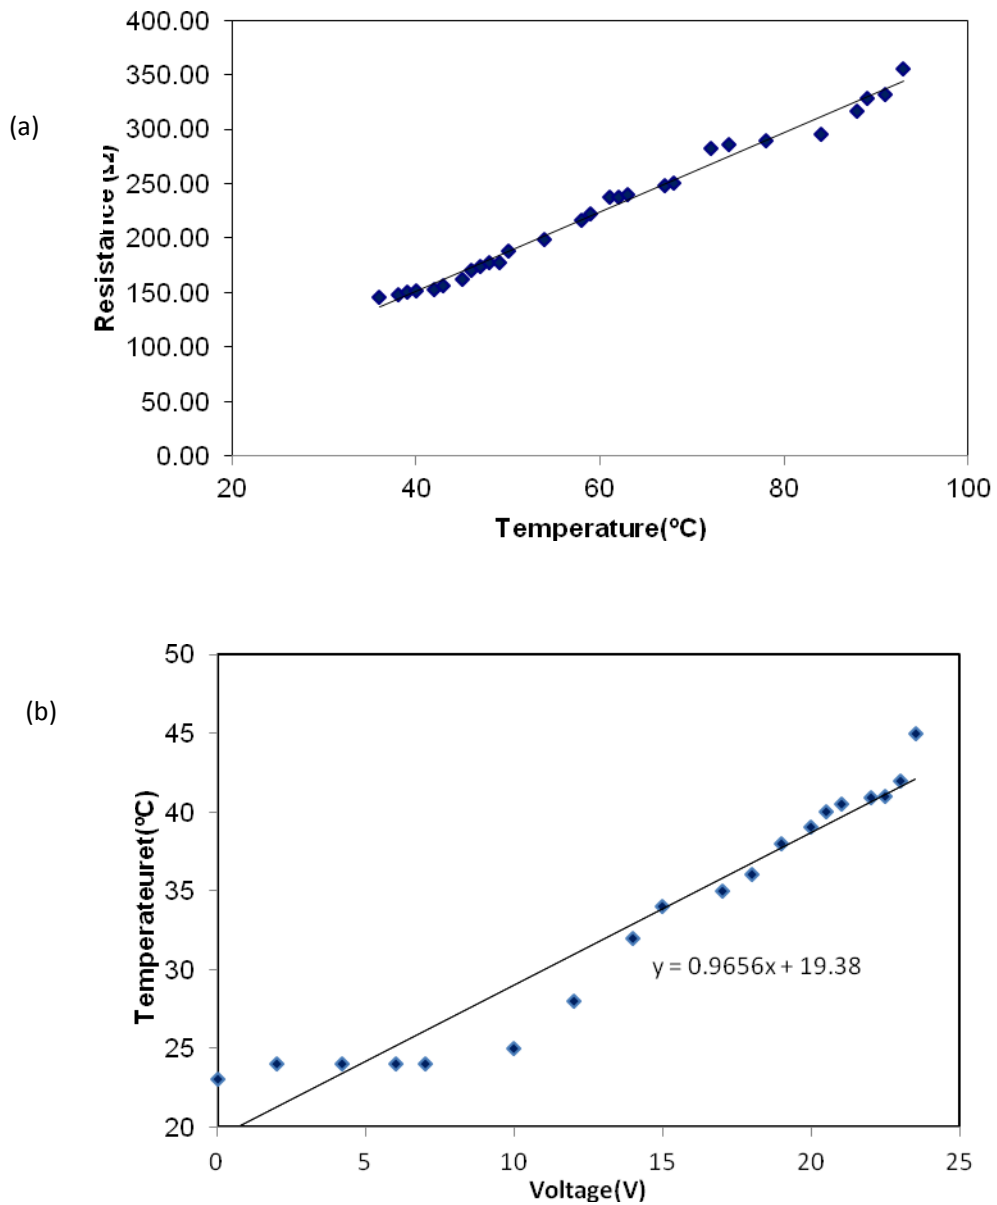 400.00
350.00
(a)
300.00
250.00
200.00
150.00
100.00
50.00
0.00
Resistance (Ω)
20 40 60 80 100
Temperature(ºC)
(b)
50
45
40
35
30
25
20
Temperateuret(ºC)
y = 0.9656x + 19.38
0 5 10 15 20 25
Voltage(V)